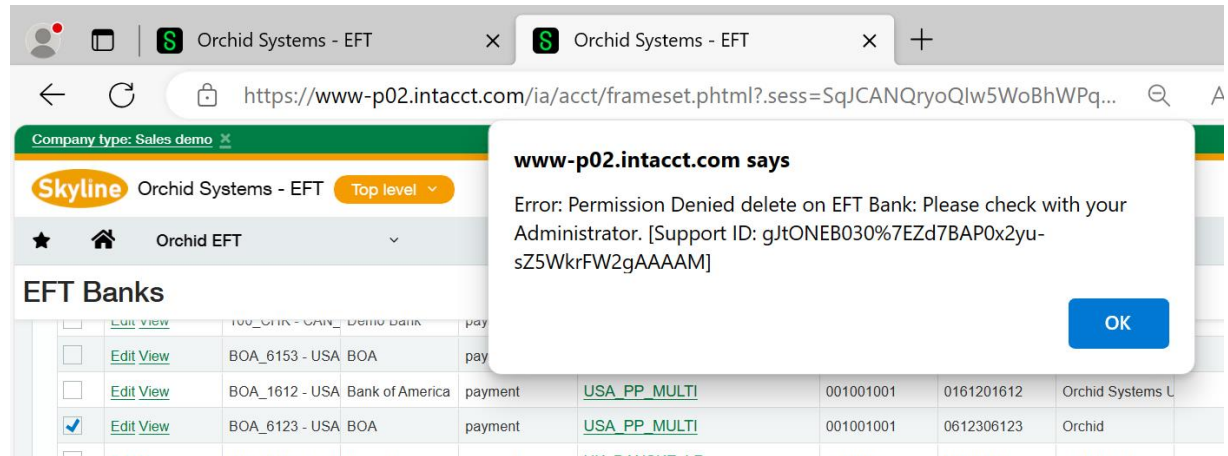 Orchid Systems - EFT
Orchid Systems - EFT
https://www-p02.intacct.com/ia/acct/frameset.phtml?.sess=SqJCANQryoQIw5WoBhWPq...
Company type: Sales demo
www-p02.intacct.com says
Skyline Orchid Systems - EFT Top level
Error: Permission Denied delete on EFT Bank: Please check with your
Administrator. [Support ID: gJtONEB030%7EZd7BAP0x2yu-
sZ5WkrFW2gAAAAM]
Orchid EFT
EFT Banks
OK
Edit View 100_CHK - CAN_ Demo Bank pay
Edit View BOA_6153 - USA BOA pay
Edit View BOA_1612 - USA Bank of America payment USA_PP_MULTI 001001001 0161201612 Orchid Systems U
Edit View BOA_6123 - USA BOA payment USA_PP_MULTI 001001001 0612306123 Orchid